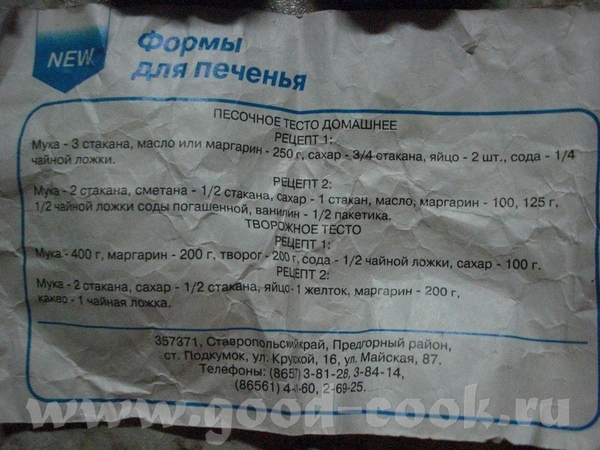 NEW
Формы
для печенья
ПЕСОЧНОЕ ТЕСТО ДОМАШНЕЕ
РЕЦЕПТ 1:
Мука - 3 стакана, масло или маргарин - 250 г, сахар - 3/4 стакана, яйцо - 2 шт., сода - 1/4
чайной ложки.
РЕЦЕПТ 2:
Мука - 2 стакана, сметана - 1/2 стакана, сахар - 1 стакан, масло, маргарин - 100, 125 г,
1/2 чайной ложки соды погашенной, ванилин - 1/2 пакетика.
ТВОРОЖНОЕ ТЕСТО
РЕЦЕПТ 1:
Мука - 400 г, маргарин - 200 г, творог - 200 г, сода - 1/2 чайной ложки, сахар - 100 г.
РЕЦЕПТ 2:
Мука - 2 стакана, сахар - 1/2 стакана, яйцо-1 желток, маргарин - 200 г,
какао - 1 чайная ложка.
357371, Ставропольский край, Предгорный район,
ст. Подкумок, ул. 16, ул. Майская, 87.
Телефоны: 3-81-28, 3-84-14,
(86561) 2-69-25.
www.good-cook.ru